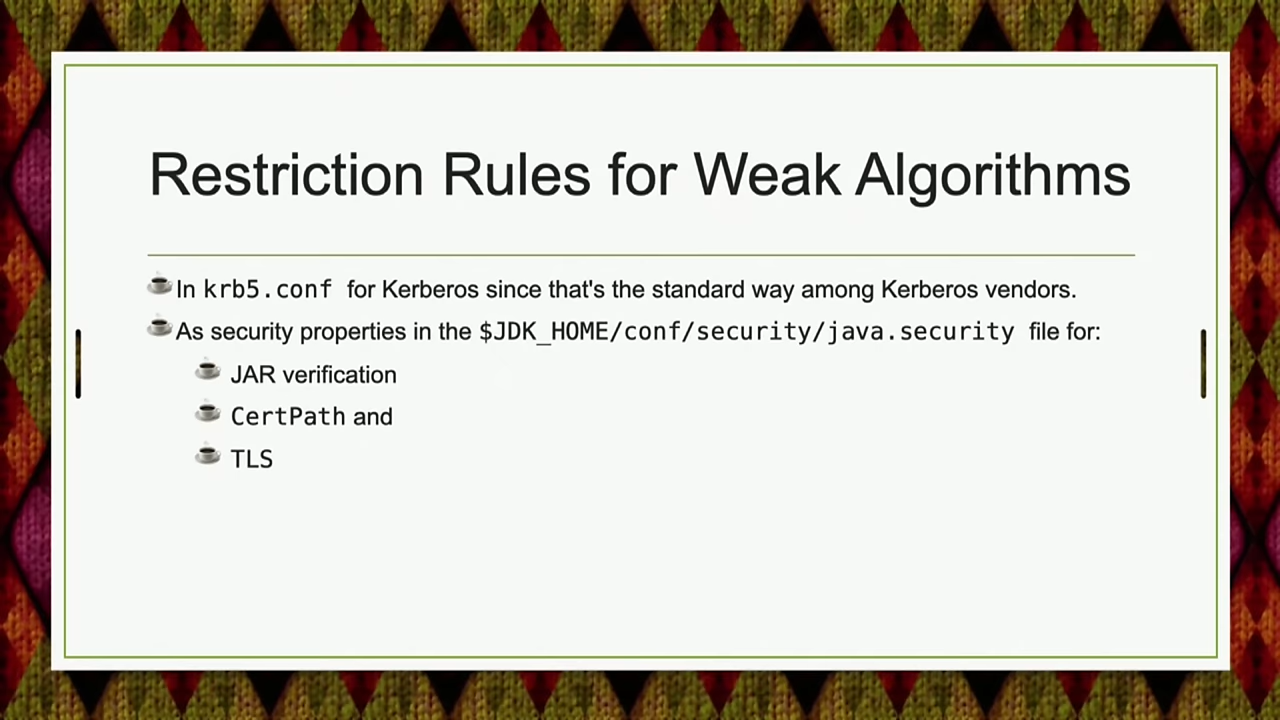 Restriction Rules for Weak Algorithms
In krb5.conf for Kerberos since that's the standard way among Kerberos vendors.
As security properties in the $JDK_HOME/conf/security/java.security file for:
JAR verification
CertPath and
TLS